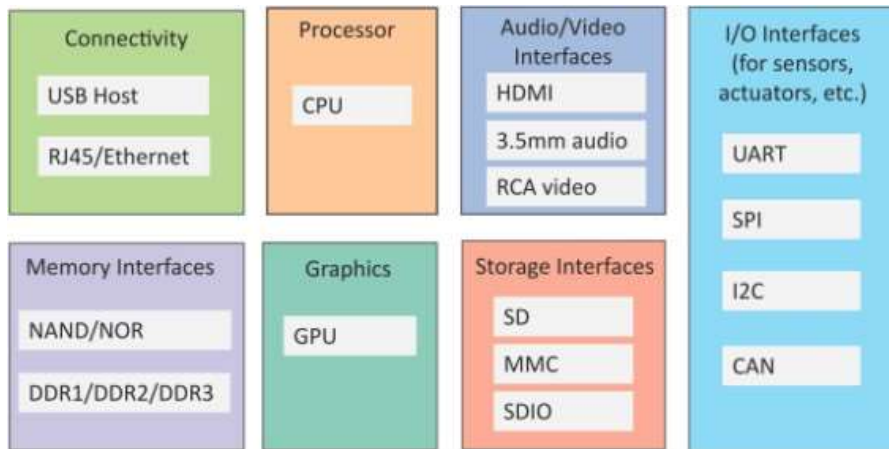 Connectivity
USB Host
RJ45/Ethernet
Processor
CPU
Audio/Video
Interfaces
HDMI
3.5mm audio
RCA video
I/O Interfaces
(for sensors,
actuators, etc.)
UART
SPI
I2C
CAN
Memory Interfaces
NAND/NOR
DDR1/DDR2/DDR3
Graphics
GPU
Storage Interfaces
SD
MMC
SDIO